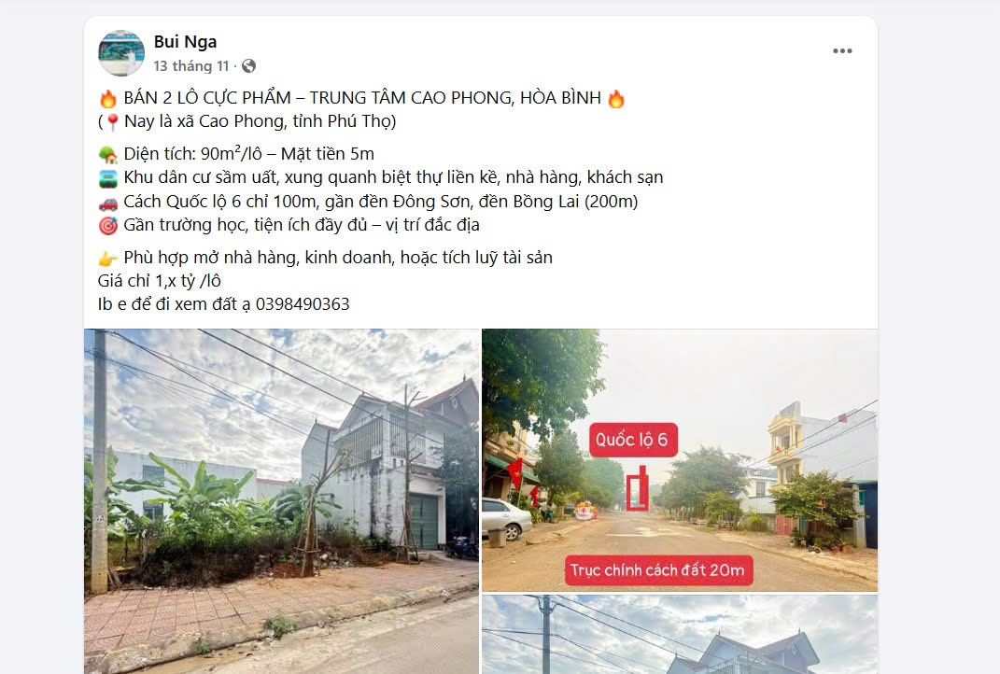 Bui Nga
13 tháng 11 ·
🔥 BÁN 2 LÔ CỰC PHẨM – TRUNG TÂM CAO PHONG, HÒA BÌNH 🔥
(📍Nay là xã Cao Phong, tỉnh Phú Thọ)
🏡 Diện tích: 90m²/lô – Mặt tiền 5m
🏞 Khu dân cư sầm uất, xung quanh biệt thự liền kề, nhà hàng, khách sạn
🚗 Cách Quốc lộ 6 chỉ 100m, gần đền Đông Sơn, đền Bồng Lai (200m)
🎯 Gần trường học, tiện ích đầy đủ – vị trí đắc địa
👉 Phù hợp mở nhà hàng, kinh doanh, hoặc tích luỹ tài sản
Giá chỉ 1,x tỷ /lô
Ib e để đi xem đất ạ 0398490363
Quốc lộ 6
Trục chính cách đất 20m